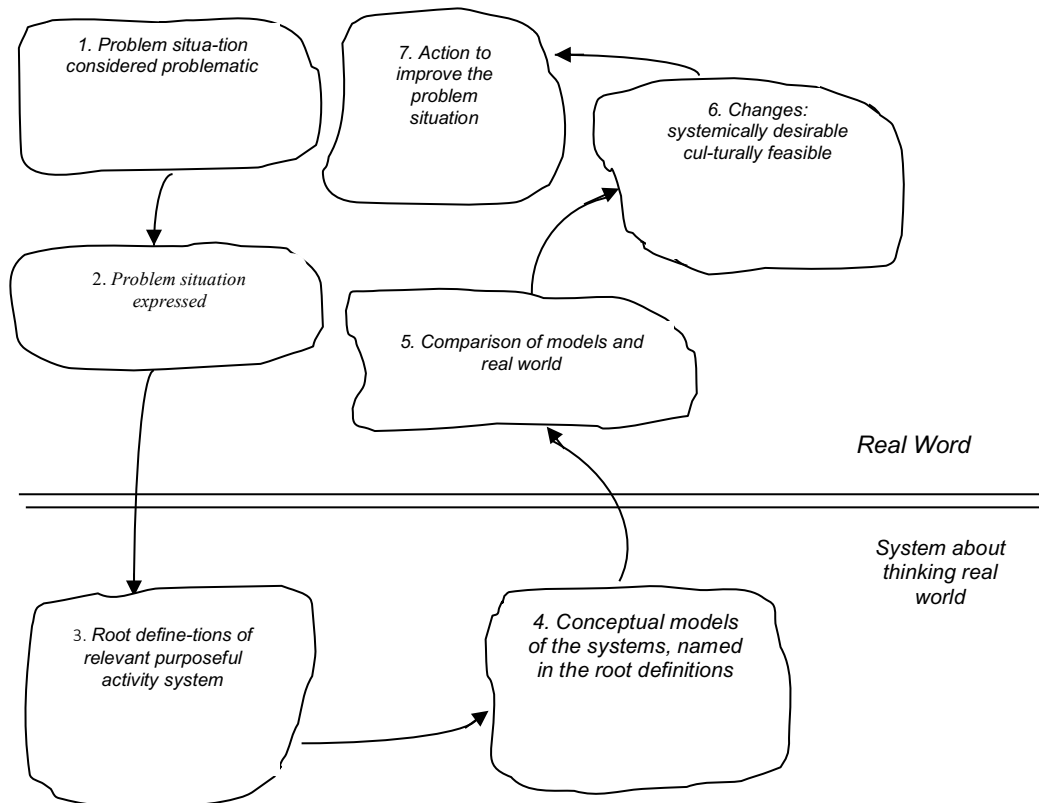 1. Problem situa-tion
considered problematic
7. Action to
improve the
problem
situation
6. Changes:
systemically desirable
cul-turally feasible
2. Problem situation
expressed
5. Comparison of models and
real world
Real Word
System about
thinking real
world
3. Root define-tions of
relevant purposeful
activity system
4. Conceptual models
of the systems, named
in the root definitions